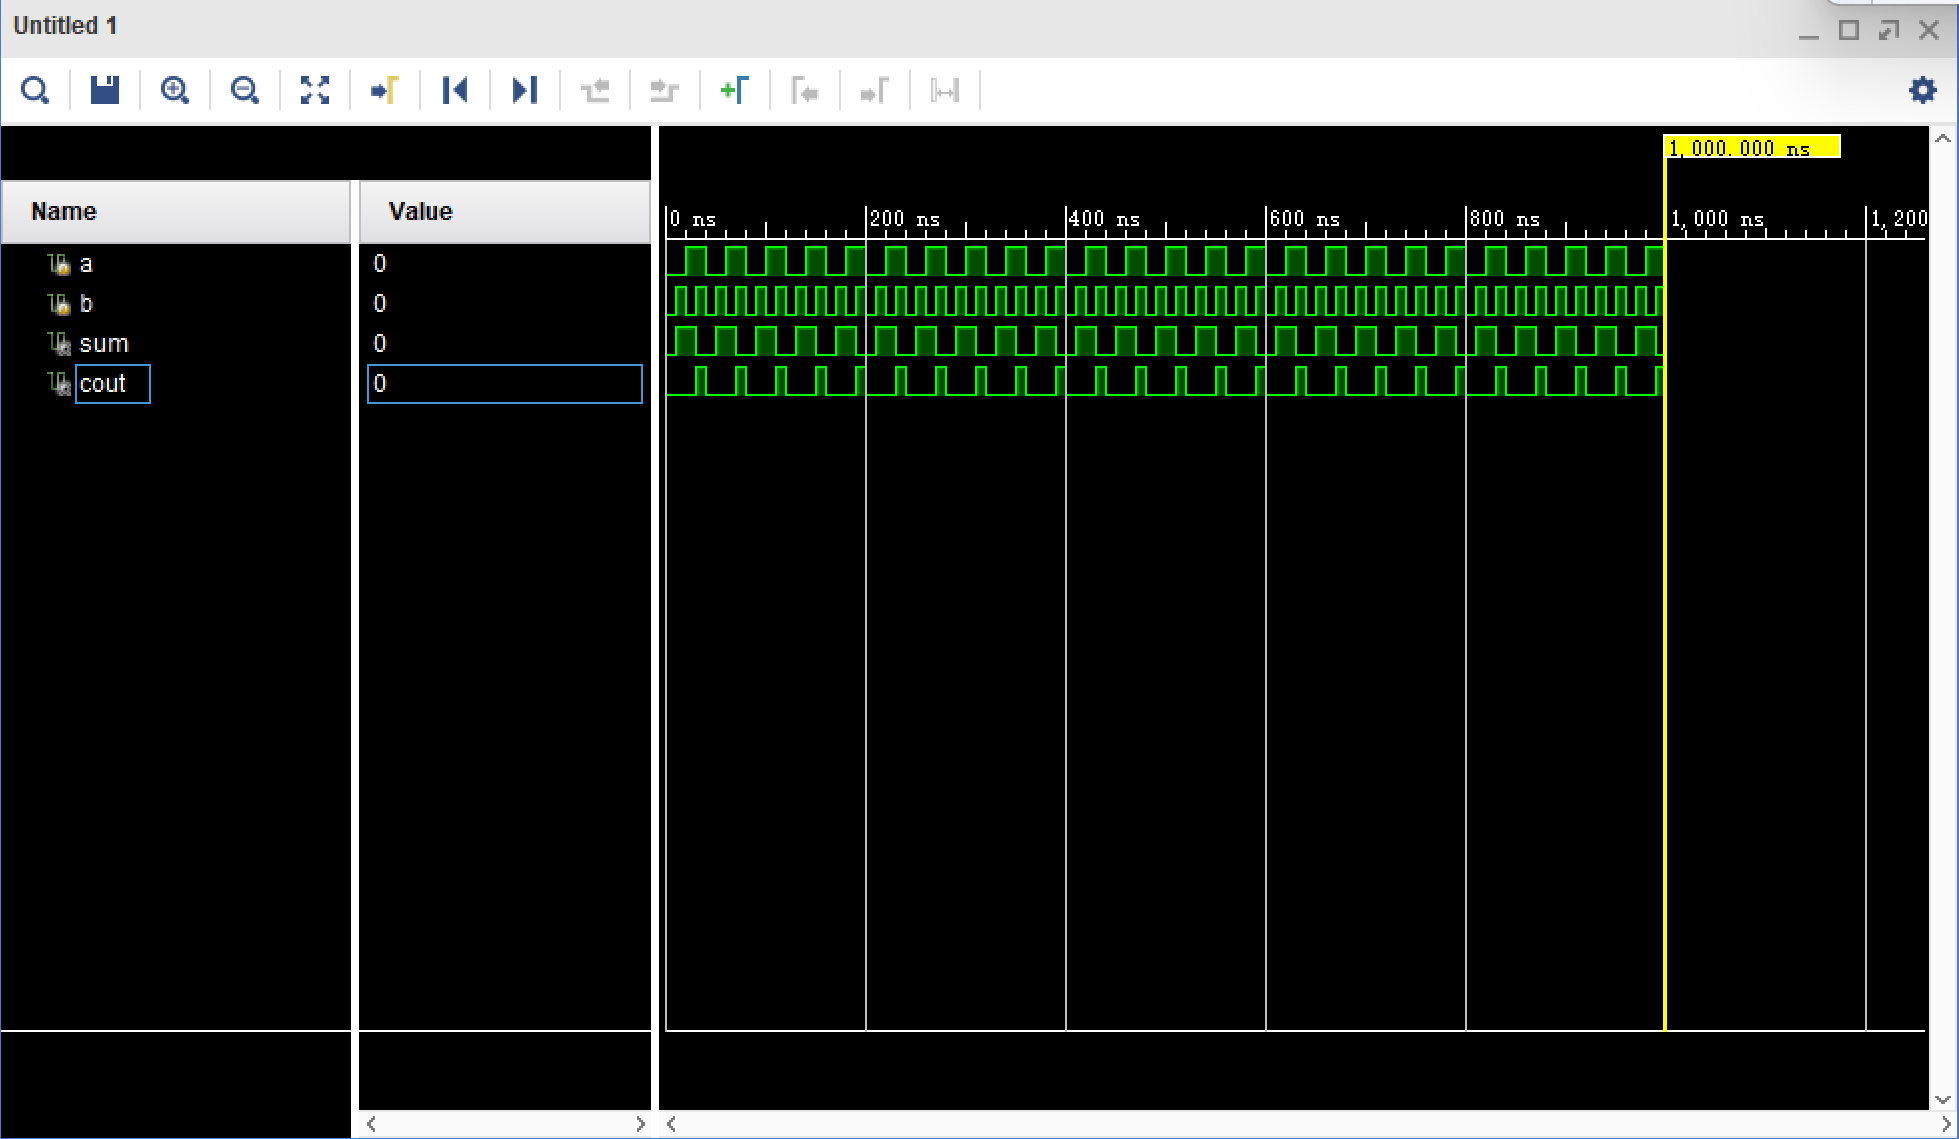 Untitled 1
1,000.000 ns
Name Value
0 ns 200 ns 400 ns 600 ns 800 ns 1,000 ns 1,200
a 0
b 0
sum 0
cout 0